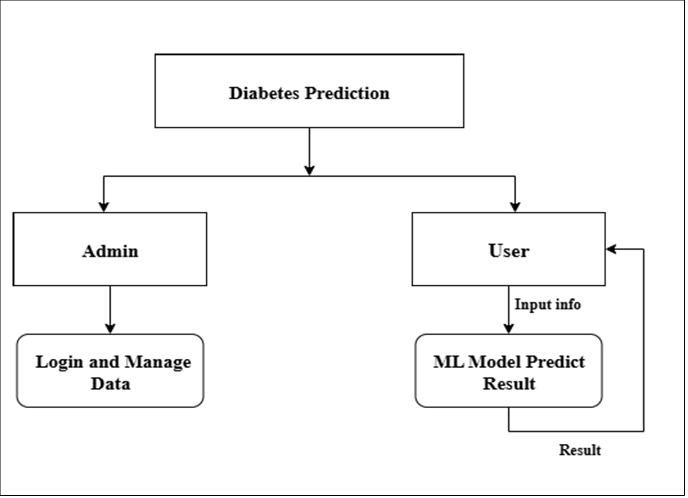 Diabetes Prediction
Admin
User
Input info
Login and Manage
Data
ML Model Predict
Result
Result